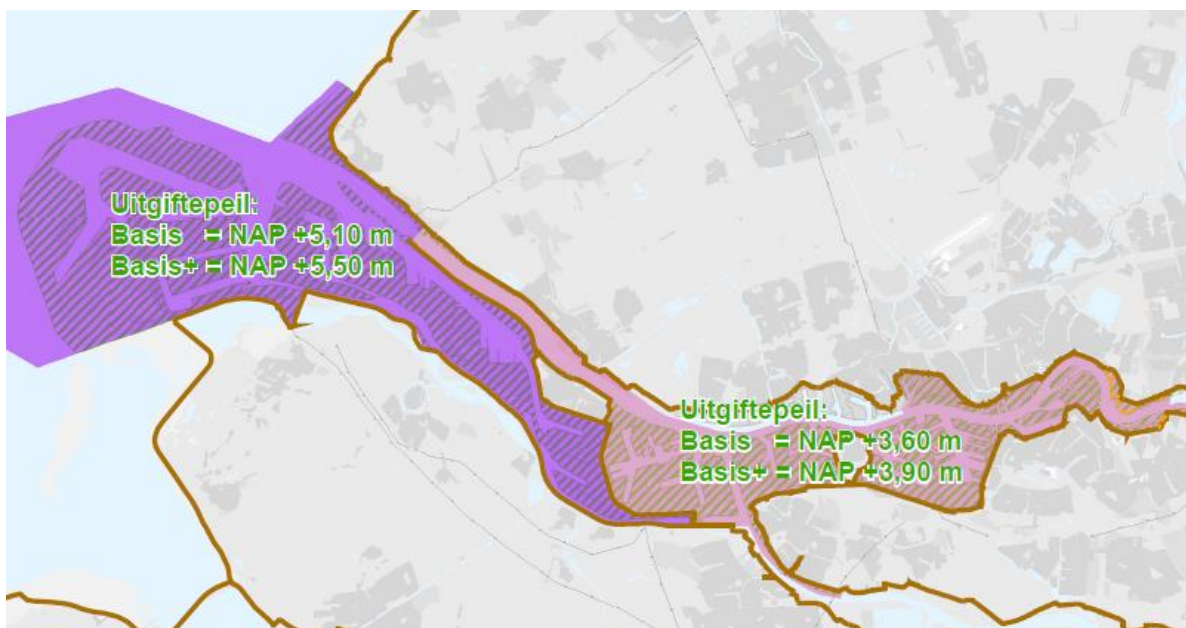 Uitgiftepeil:
Basis = NAP +5,10 m
Basis+ = NAP +5,50 m
Uitgiftepeil:
Basis = NAP +3,60 m
Basis+ = NAP +3,90 m